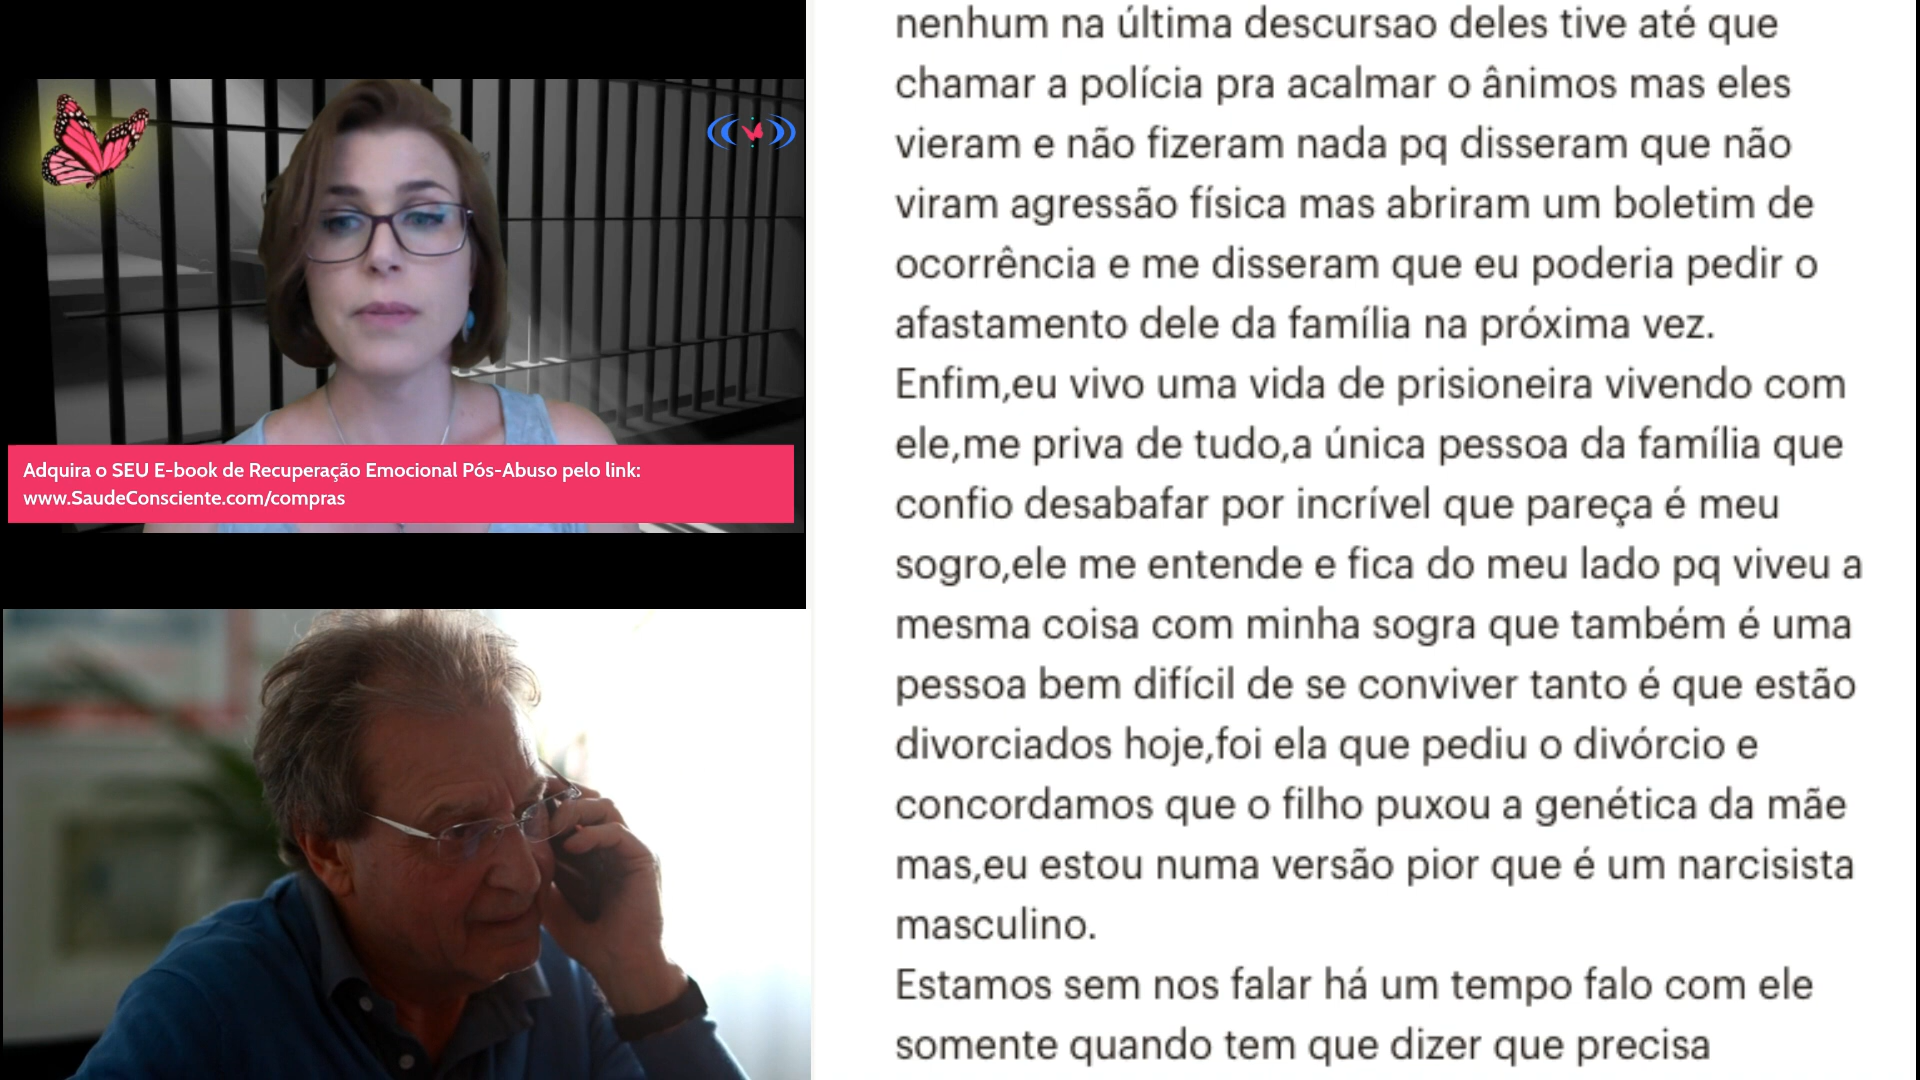 Adquira o SEU E-book de Recuperação Emocional Pós-Abuso pelo link:
www.SaudeConsciente.com/compras
nenhum na última descursao deles tive até que
chamar a polícia pra acalmar o ânimos mas eles
vieram e não fizeram nada pq disseram que não
viram agressão física mas abriram um boletim de
ocorrência e me disseram que eu poderia pedir o
afastamento dele da família na próxima vez.
Enfim,eu vivo uma vida de prisioneira vivendo com
ele,me priva de tudo,a única pessoa da família que
confio desabafar por incrível que pareça é meu
sogro,ele me entende e fica do meu lado pq viveu a
mesma coisa com minha sogra que também é uma
pessoa bem difícil de se conviver tanto é que estão
divorciados hoje,foi ela que pediu o divórcio e
concordamos que o filho puxou a genética da mãe
mas,eu estou numa versão pior que é um narcisista
masculino.
Estamos sem nos falar há um tempo falo com ele
somente quando tem que dizer que precisa